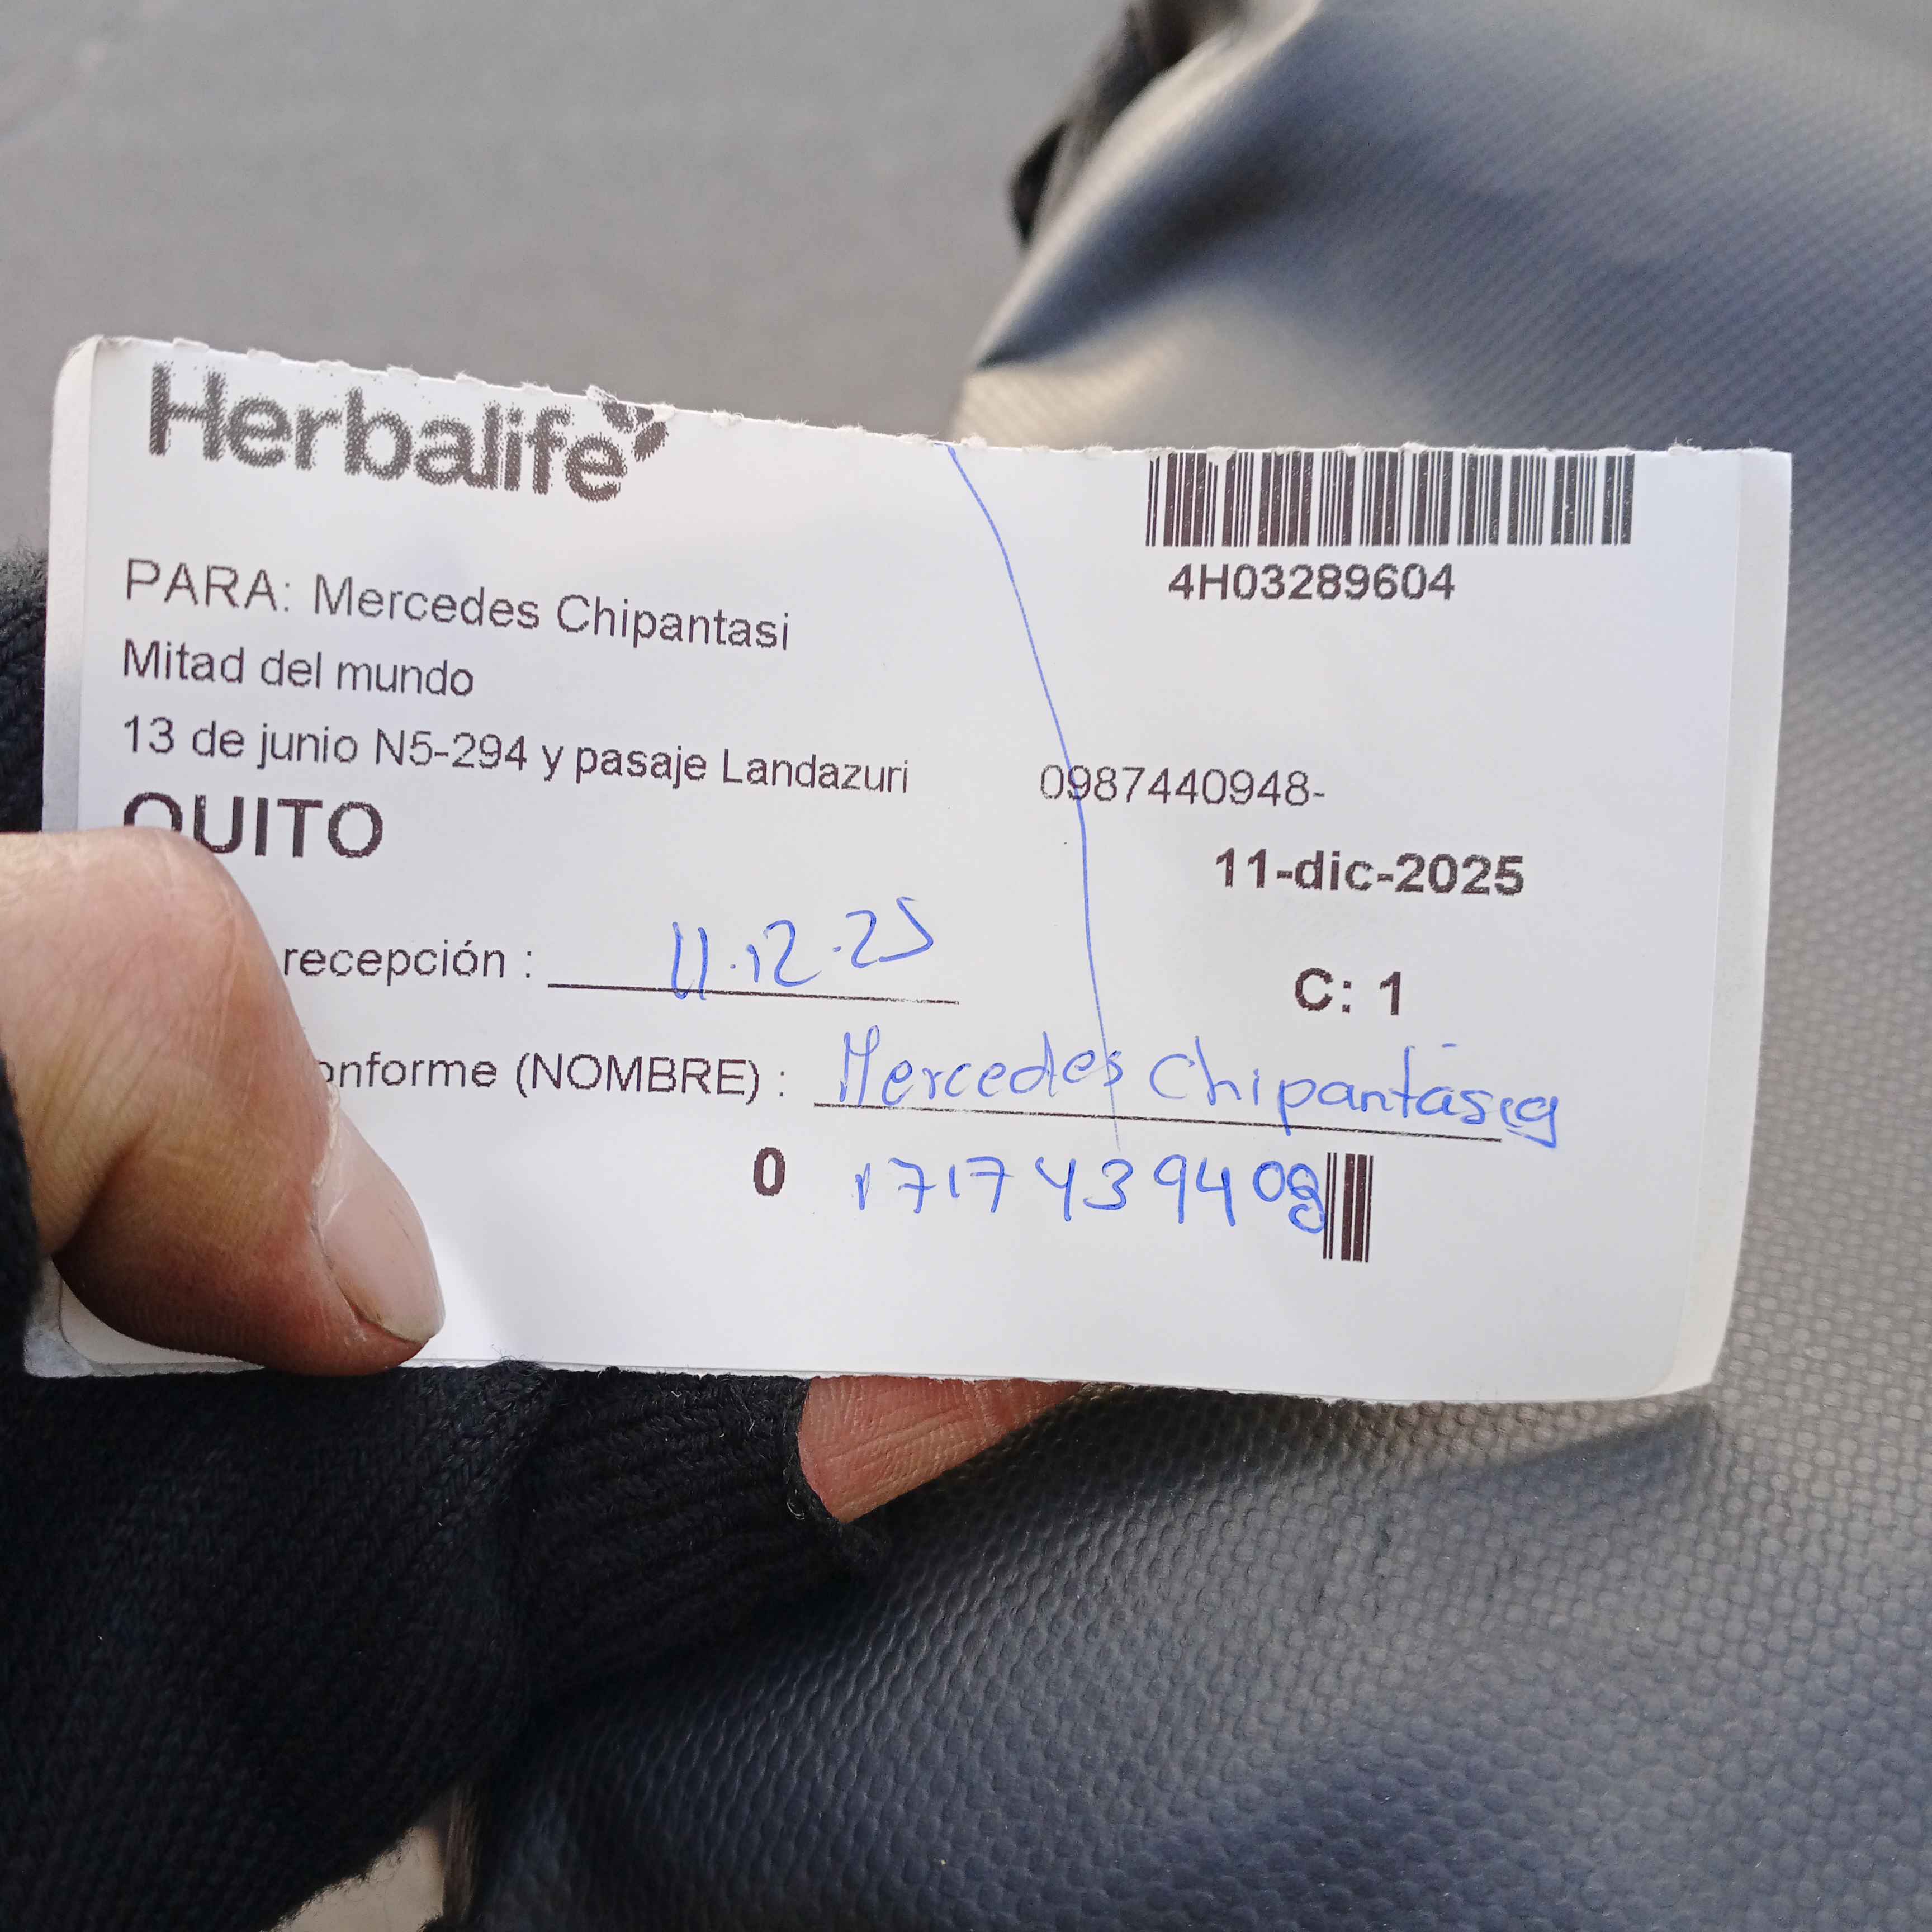 Herbalife
4H03289604
PARA: Mercedes Chipantasi
Mitad del mundo
13 de junio N5-294 y pasaje Landazuri 0987440948-
QUITO
11-dic-2025
recepción : 11.12.25
C: 1
onforme (NOMBRE) : Mercedes Chipantásig
0 1717439408